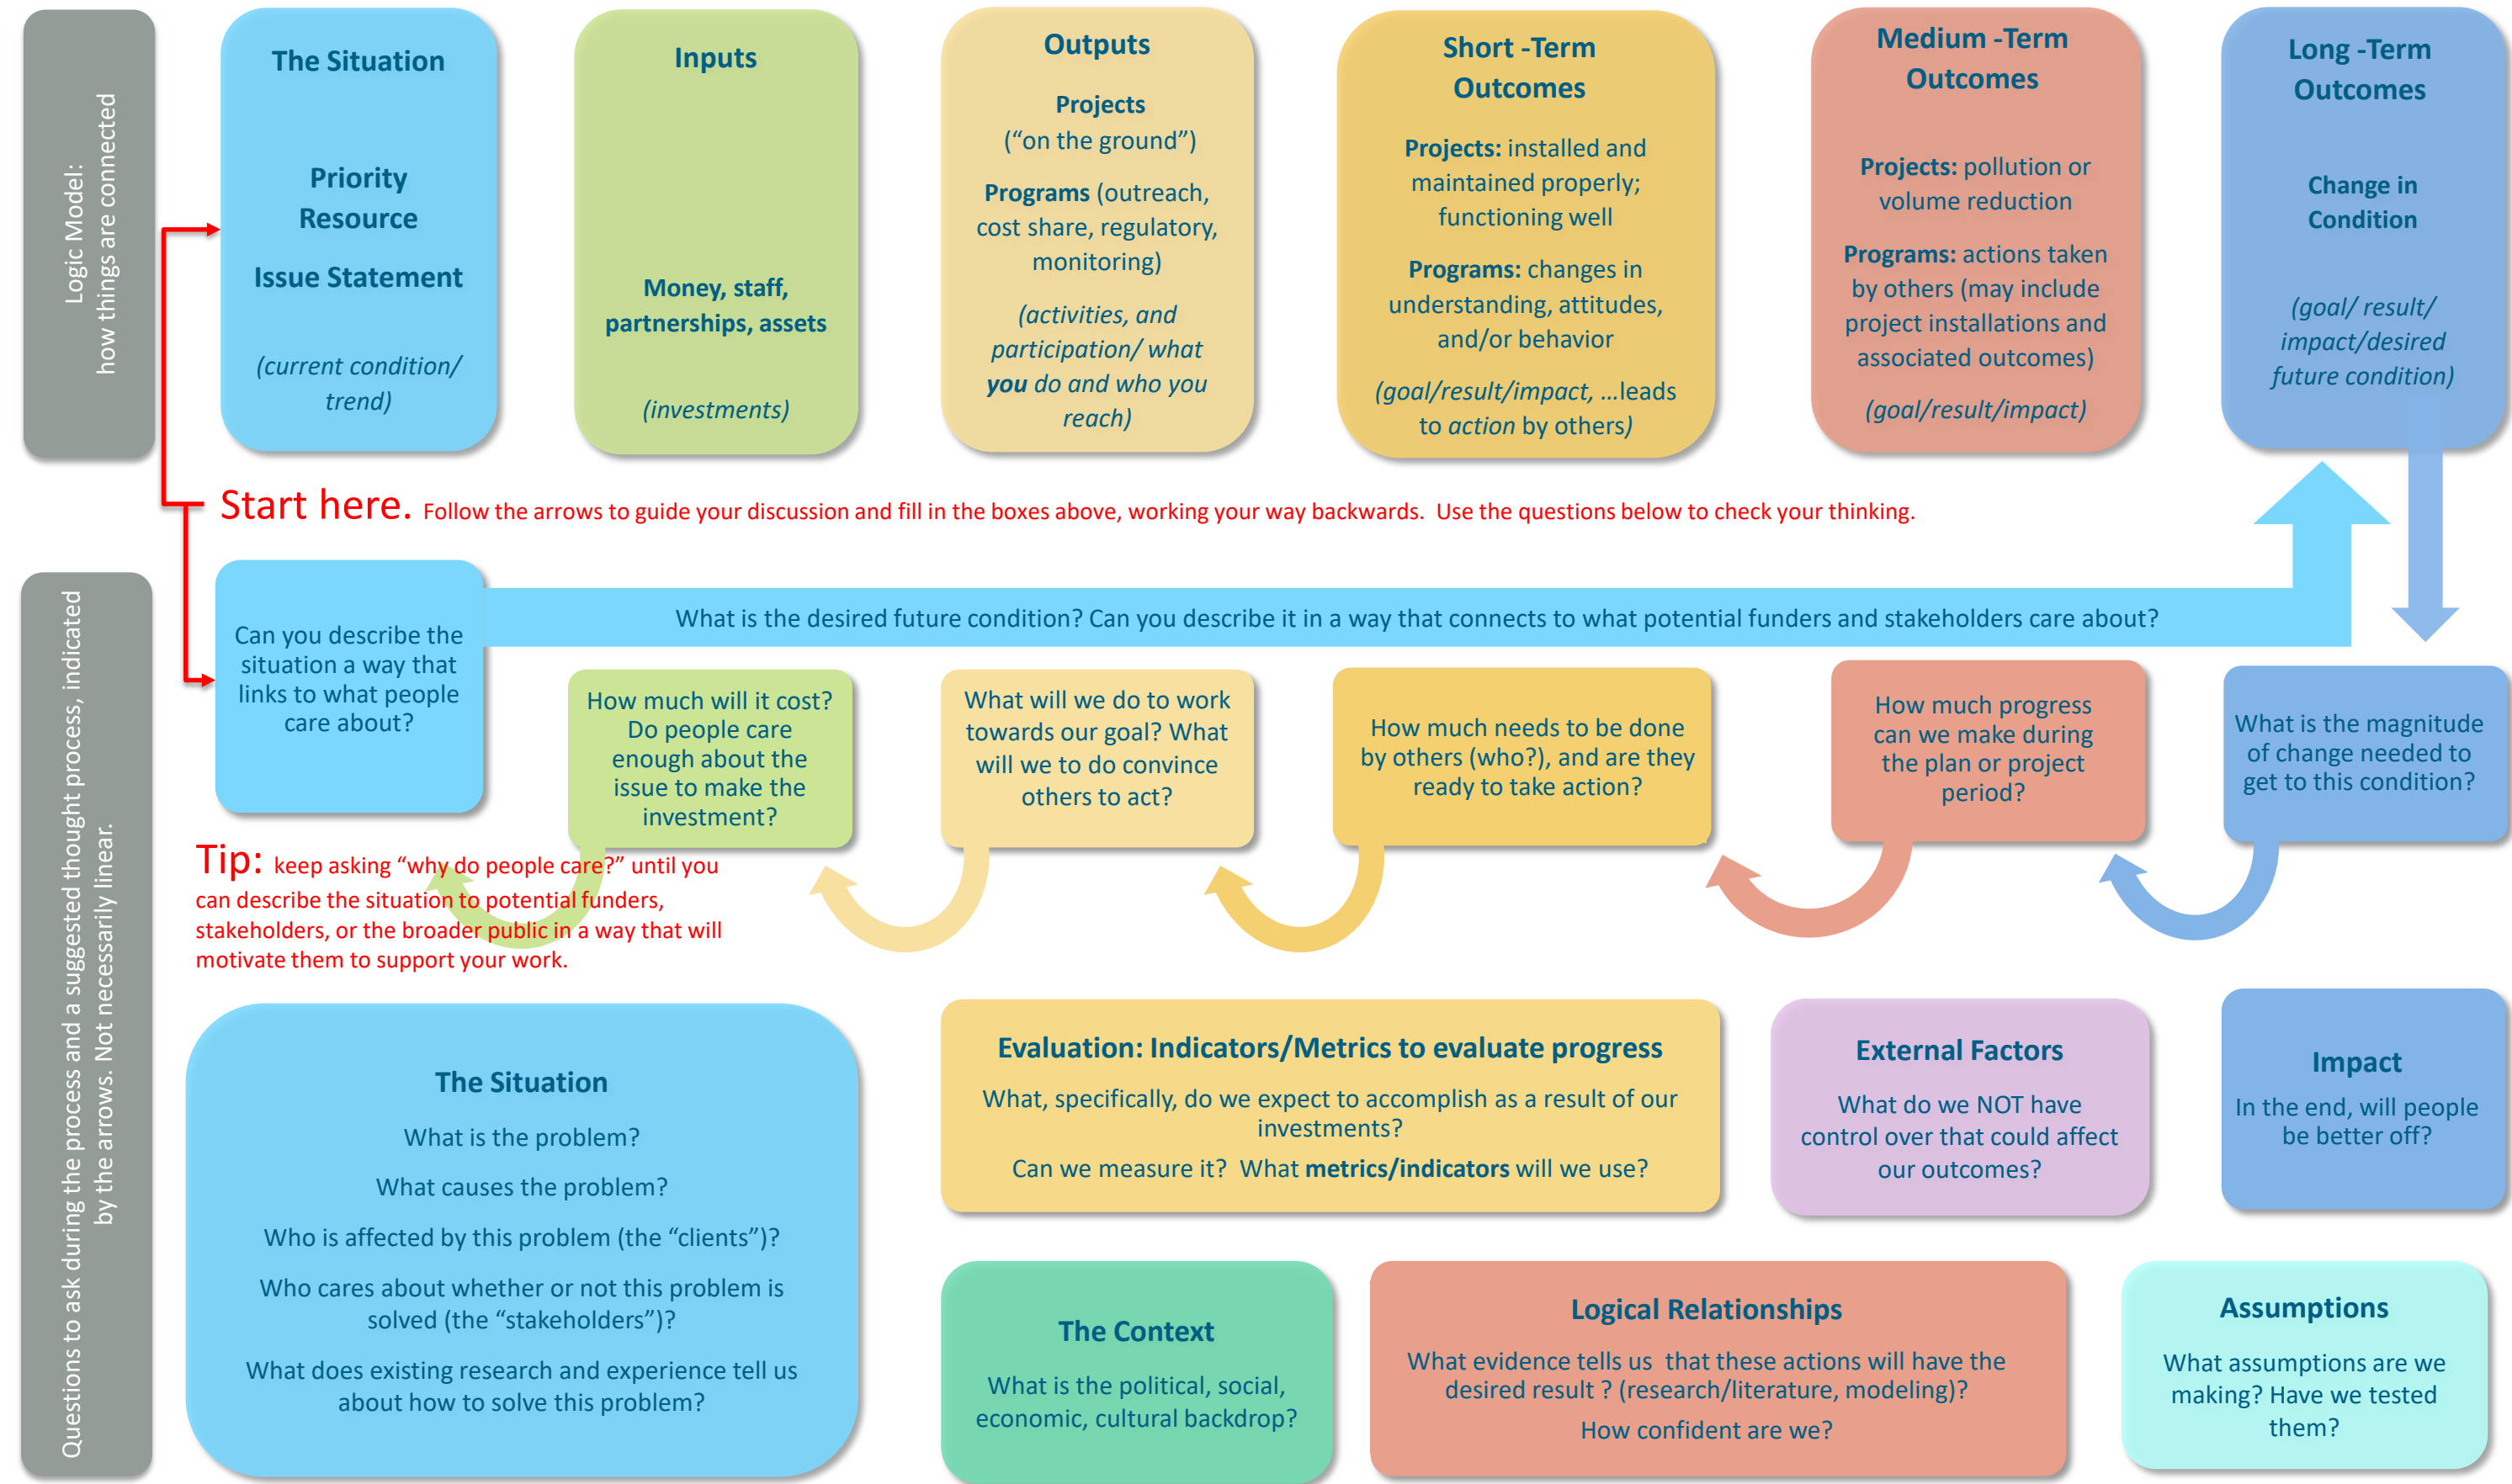 Logic Model:
how things are connected
The Situation
Priority
Resource
Issue Statement
(current condition/
trend)
Inputs
Money, staff,
partnerships, assets
(investments)
Outputs
Projects
(“on the ground”)
Programs (outreach,
cost share, regulatory,
monitoring)
(activities, and
participation/ what
you do and who you
reach)
Short -Term
Outcomes
Projects: installed and
maintained properly;
functioning well
Programs: changes in
understanding, attitudes,
and/or behavior
(goal/result/impact, …leads
to action by others)
Medium -Term
Outcomes
Projects: pollution or
volume reduction
Programs: actions taken
by others (may include
project installations and
associated outcomes)
(goal/result/impact)
Long -Term
Outcomes
Change in
Condition
(goal/ result/
impact/desired
future condition)
Start here. Follow the arrows to guide your discussion and fill in the boxes above, working your way backwards. Use the questions below to check your thinking.
Questions to ask during the process and a suggested thought process, indicated
by the arrows. Not necessarily linear.
Can you describe the
situation a way that
links to what people
care about?
What is the desired future condition? Can you describe it in a way that connects to what potential funders and stakeholders care about?
How much will it cost?
Do people care
enough about the
issue to make the
investment?
What will we do to work
towards our goal? What
will we to do convince
others to act?
How much needs to be done
by others (who?), and are they
ready to take action?
How much progress
can we make during
the plan or project
period?
What is the magnitude
of change needed to
get to this condition?
Tip: keep asking “why do people care?” until you
can describe the situation to potential funders,
stakeholders, or the broader public in a way that will
motivate them to support your work.
The Situation
What is the problem?
What causes the problem?
Who is affected by this problem (the “clients”)?
Who cares about whether or not this problem is
solved (the “stakeholders”)?
What does existing research and experience tell us
about how to solve this problem?
Evaluation: Indicators/Metrics to evaluate progress
What, specifically, do we expect to accomplish as a result of our
investments?
Can we measure it? What metrics/indicators will we use?
External Factors
What do we NOT have
control over that could affect
our outcomes?
Impact
In the end, will people
be better off?
The Context
What is the political, social,
economic, cultural backdrop?
Logical Relationships
What evidence tells us that these actions will have the
desired result ? (research/literature, modeling)?
How confident are we?
Assumptions
What assumptions are we
making? Have we tested
them?